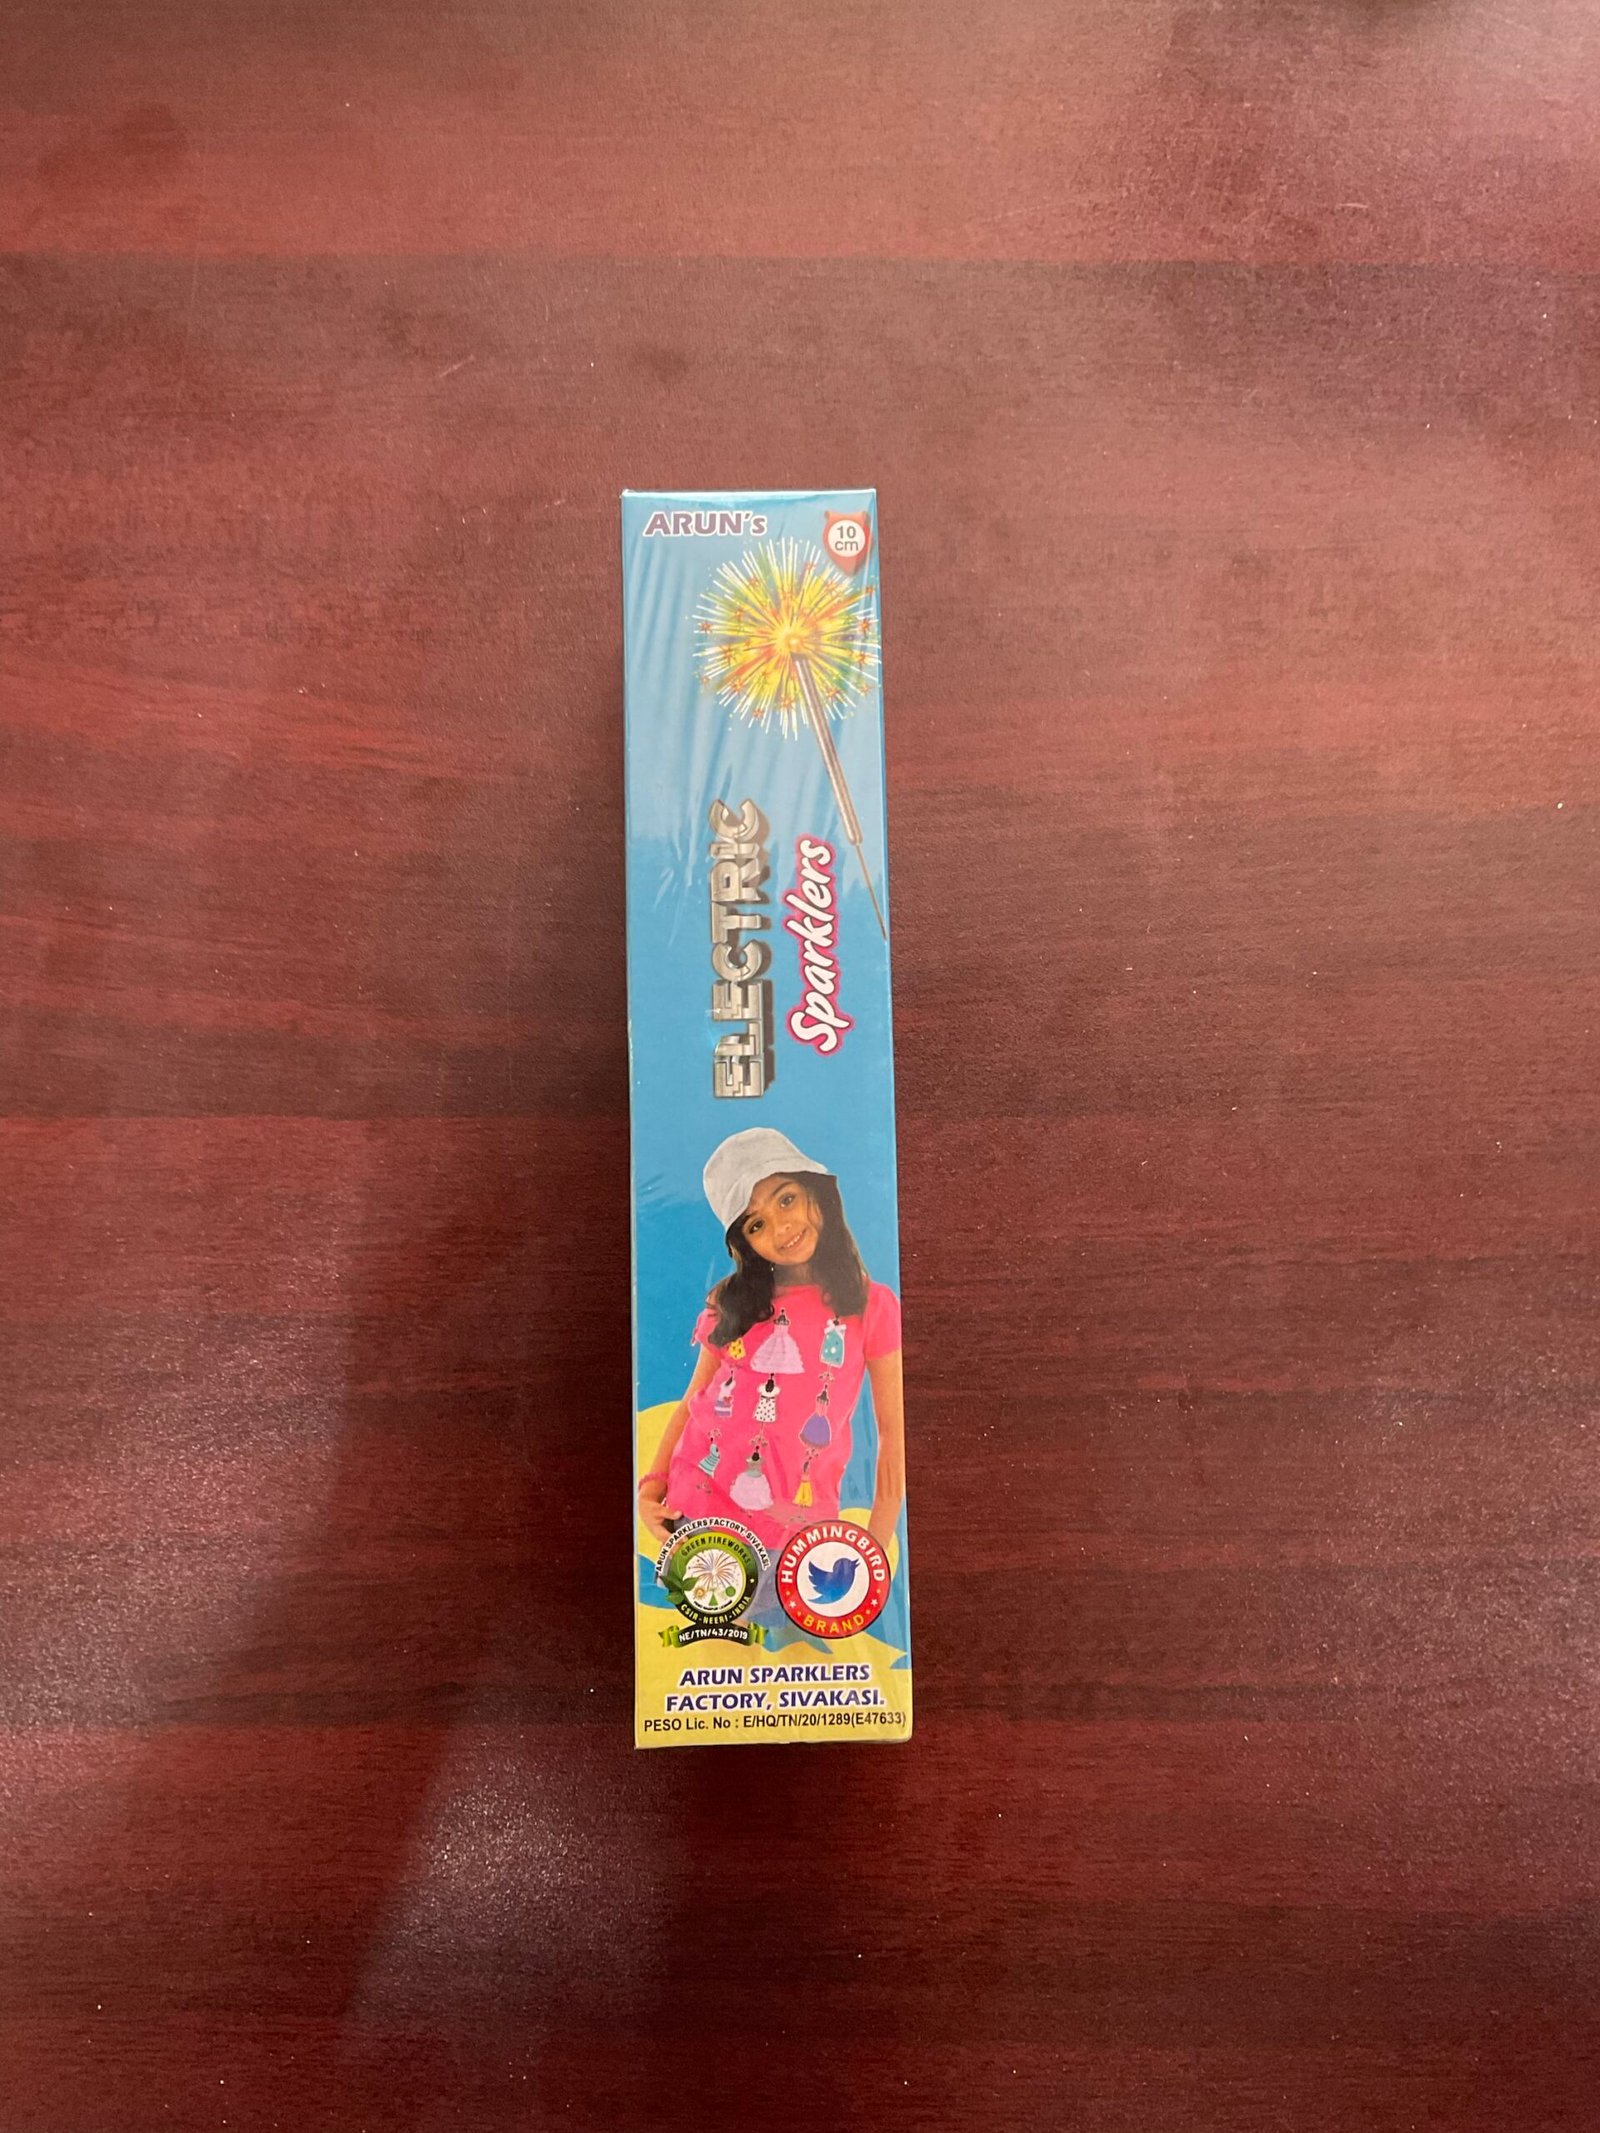 ARUN's
10
cm
ELECTRIC
Sparklers
ARUN SPARKLERS FACTORY-SIVAKASI
GREEN FIREWORKS
CSIR-NEERI-INDIA
NE/TN/43/2019
HUMMINGBIRD
BRAND
ARUN SPARKLERS
FACTORY, SIVAKASI.
PESO Lic. No : E/HQ/TN/20/1289(E47633)